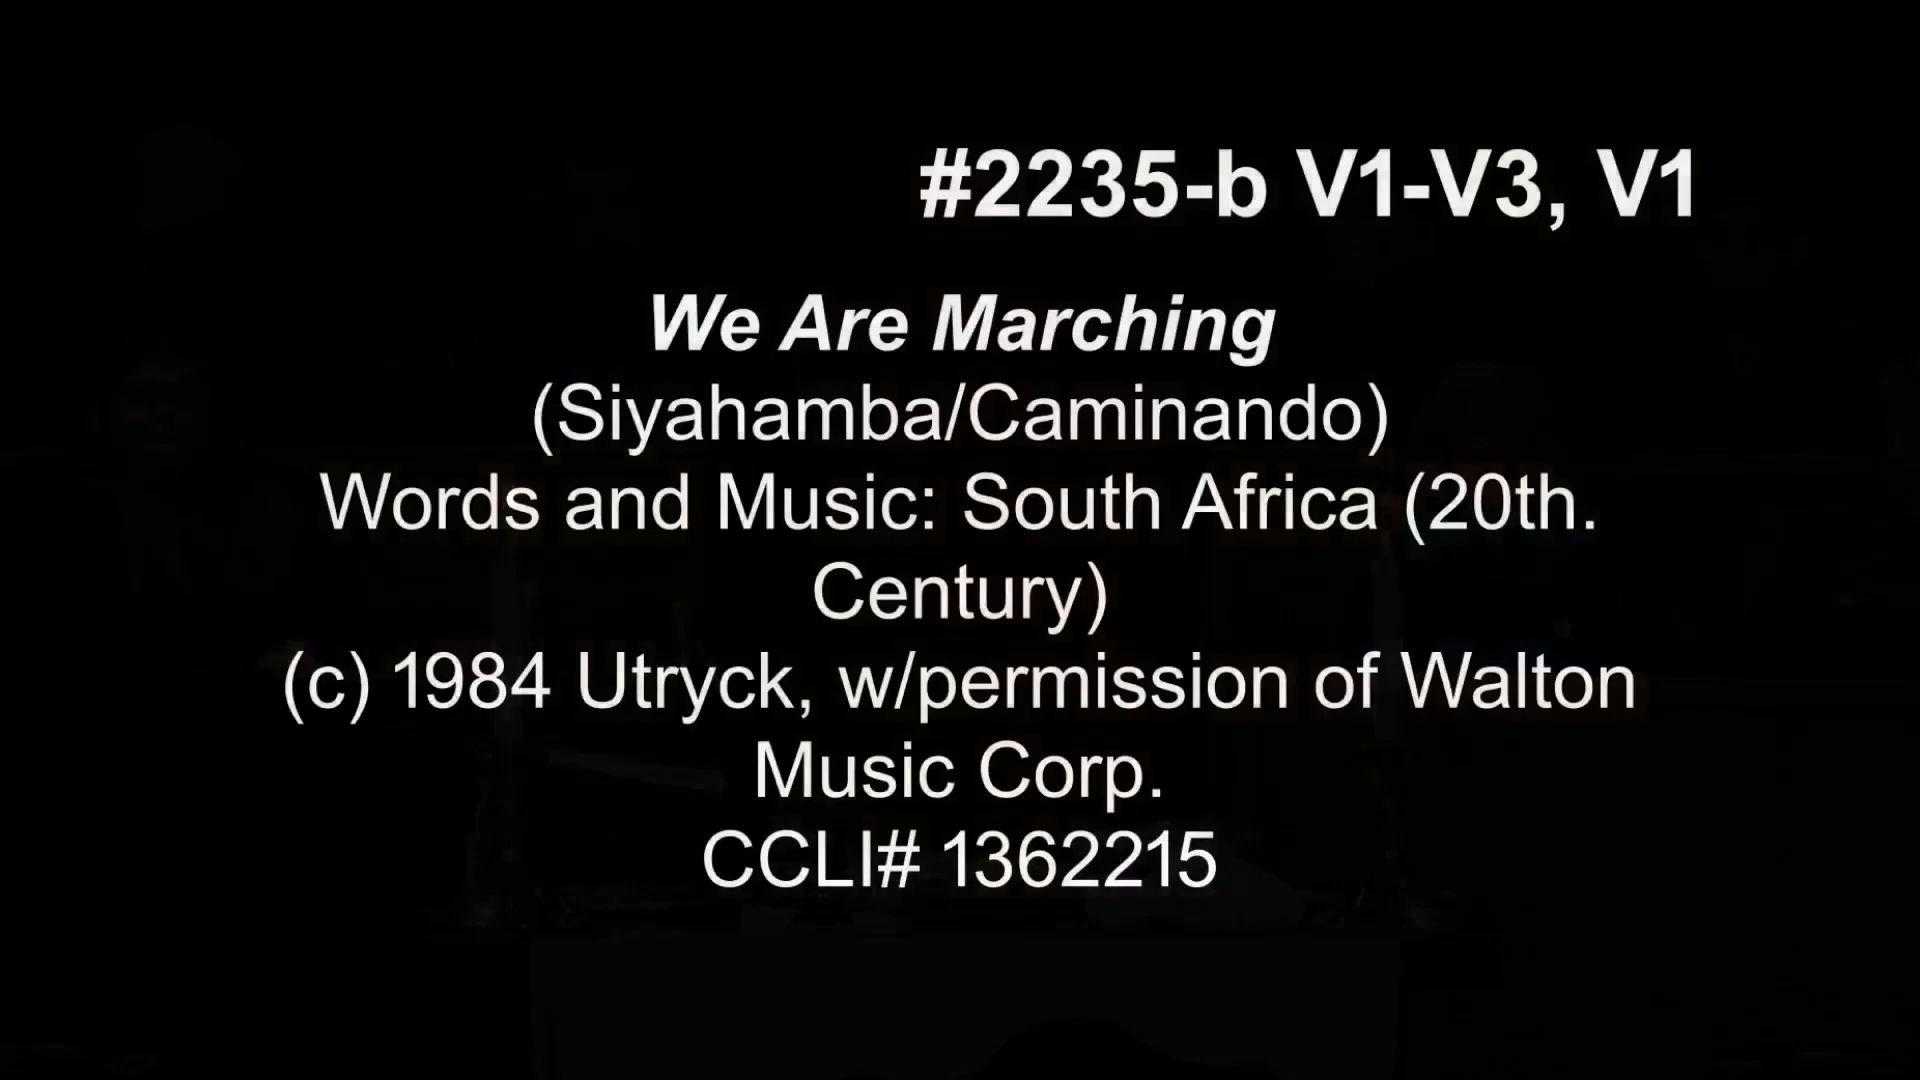 #2235-b V1-V3, V1
We Are Marching
(Siyahamba/Caminando)
Words and Music: South Africa (20th.
Century)
(c) 1984 Utryck, w/permission of Walton
Music Corp.
CCLI# 1362215